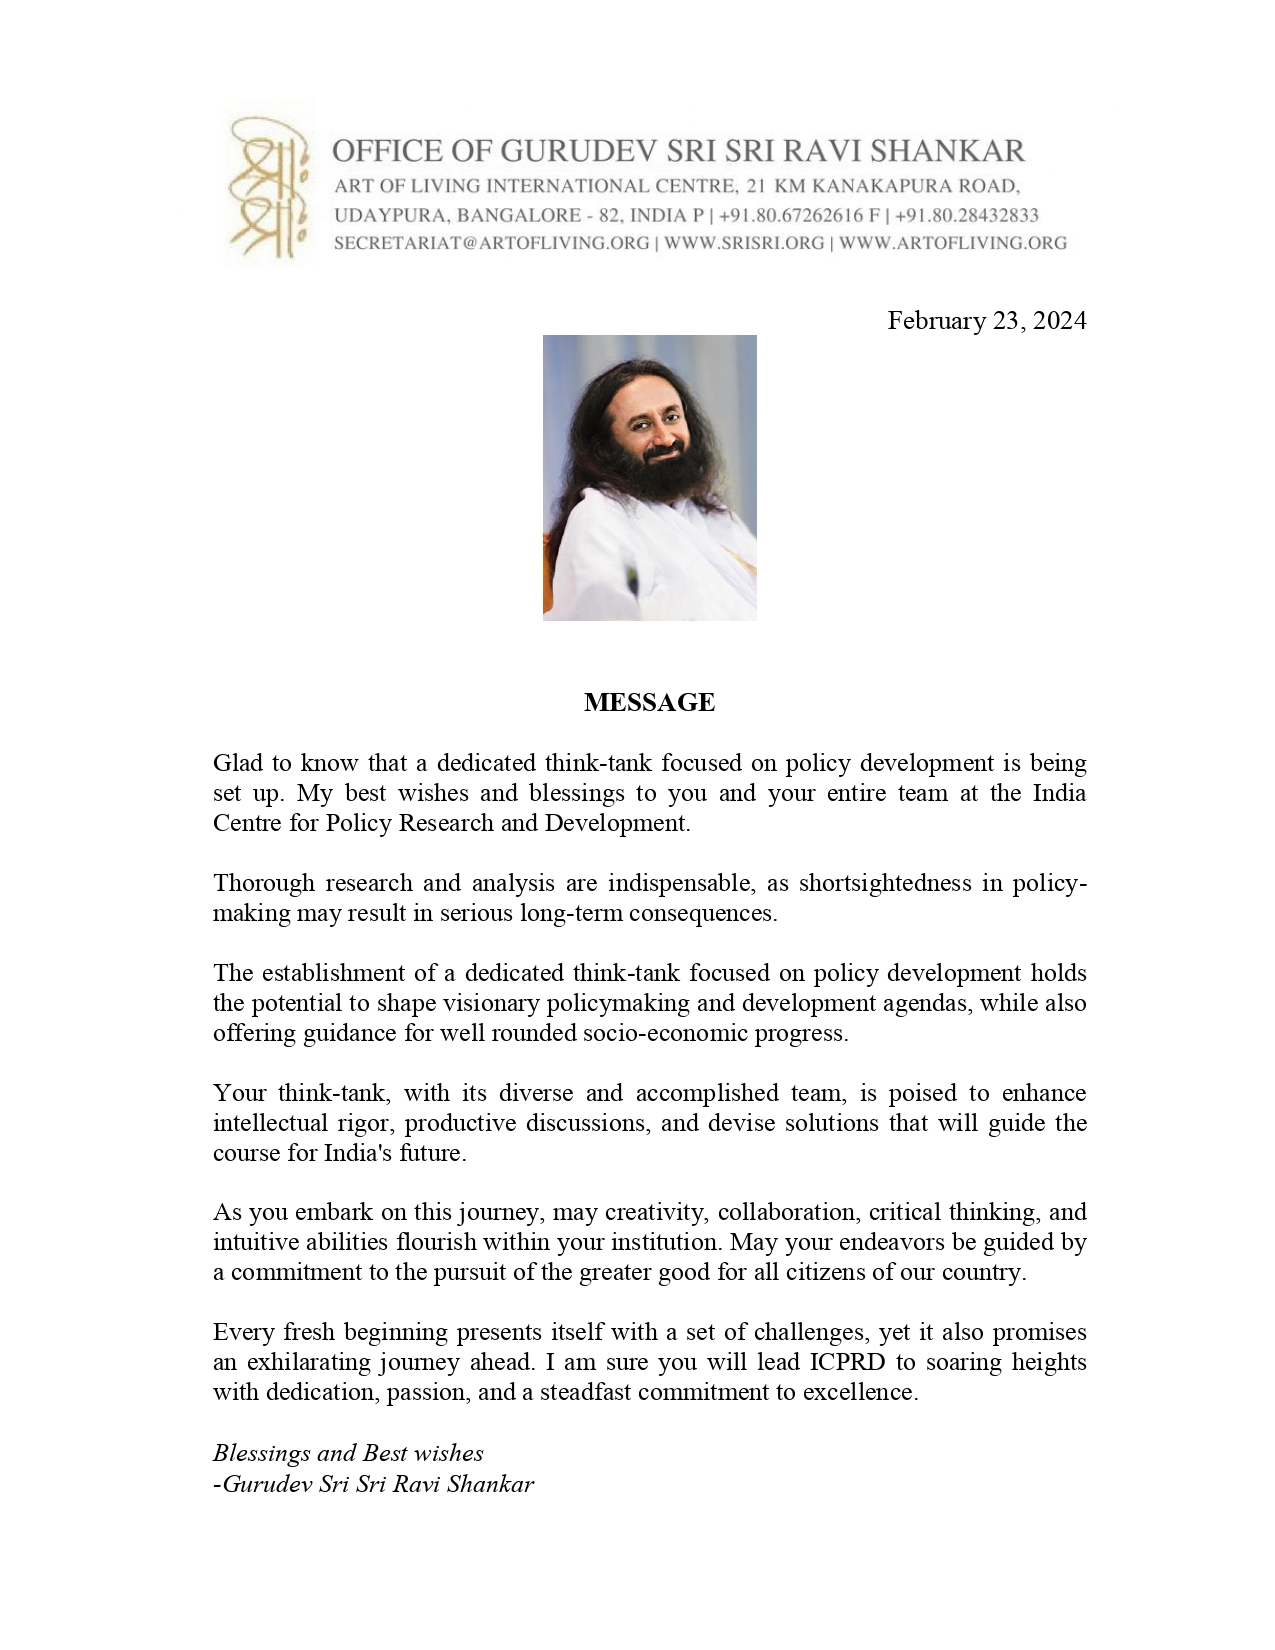 श्रीः
श्रीः
OFFICE OF GURUDEV SRI SRI RAVI SHANKAR
ART OF LIVING INTERNATIONAL CENTRE, 21 KM KANAKAPURA ROAD,
UDAYPURA, BANGALORE - 82, INDIA P | +91.80.67262616 F | +91.80.28432833
SECRETARIAT@ARTOFLIVING.ORG | WWW.SRISRI.ORG | WWW.ARTOFLIVING.ORG
February 23, 2024
MESSAGE
Glad to know that a dedicated think-tank focused on policy development is being
set up. My best wishes and blessings to you and your entire team at the India
Centre for Policy Research and Development.
Thorough research and analysis are indispensable, as shortsightedness in policy-
making may result in serious long-term consequences.
The establishment of a dedicated think-tank focused on policy development holds
the potential to shape visionary policymaking and development agendas, while also
offering guidance for well rounded socio-economic progress.
Your think-tank, with its diverse and accomplished team, is poised to enhance
intellectual rigor, productive discussions, and devise solutions that will guide the
course for India's future.
As you embark on this journey, may creativity, collaboration, critical thinking, and
intuitive abilities flourish within your institution. May your endeavors be guided by
a commitment to the pursuit of the greater good for all citizens of our country.
Every fresh beginning presents itself with a set of challenges, yet it also promises
an exhilarating journey ahead. I am sure you will lead ICPRD to soaring heights
with dedication, passion, and a steadfast commitment to excellence.
Blessings and Best wishes
-Gurudev Sri Sri Ravi Shankar